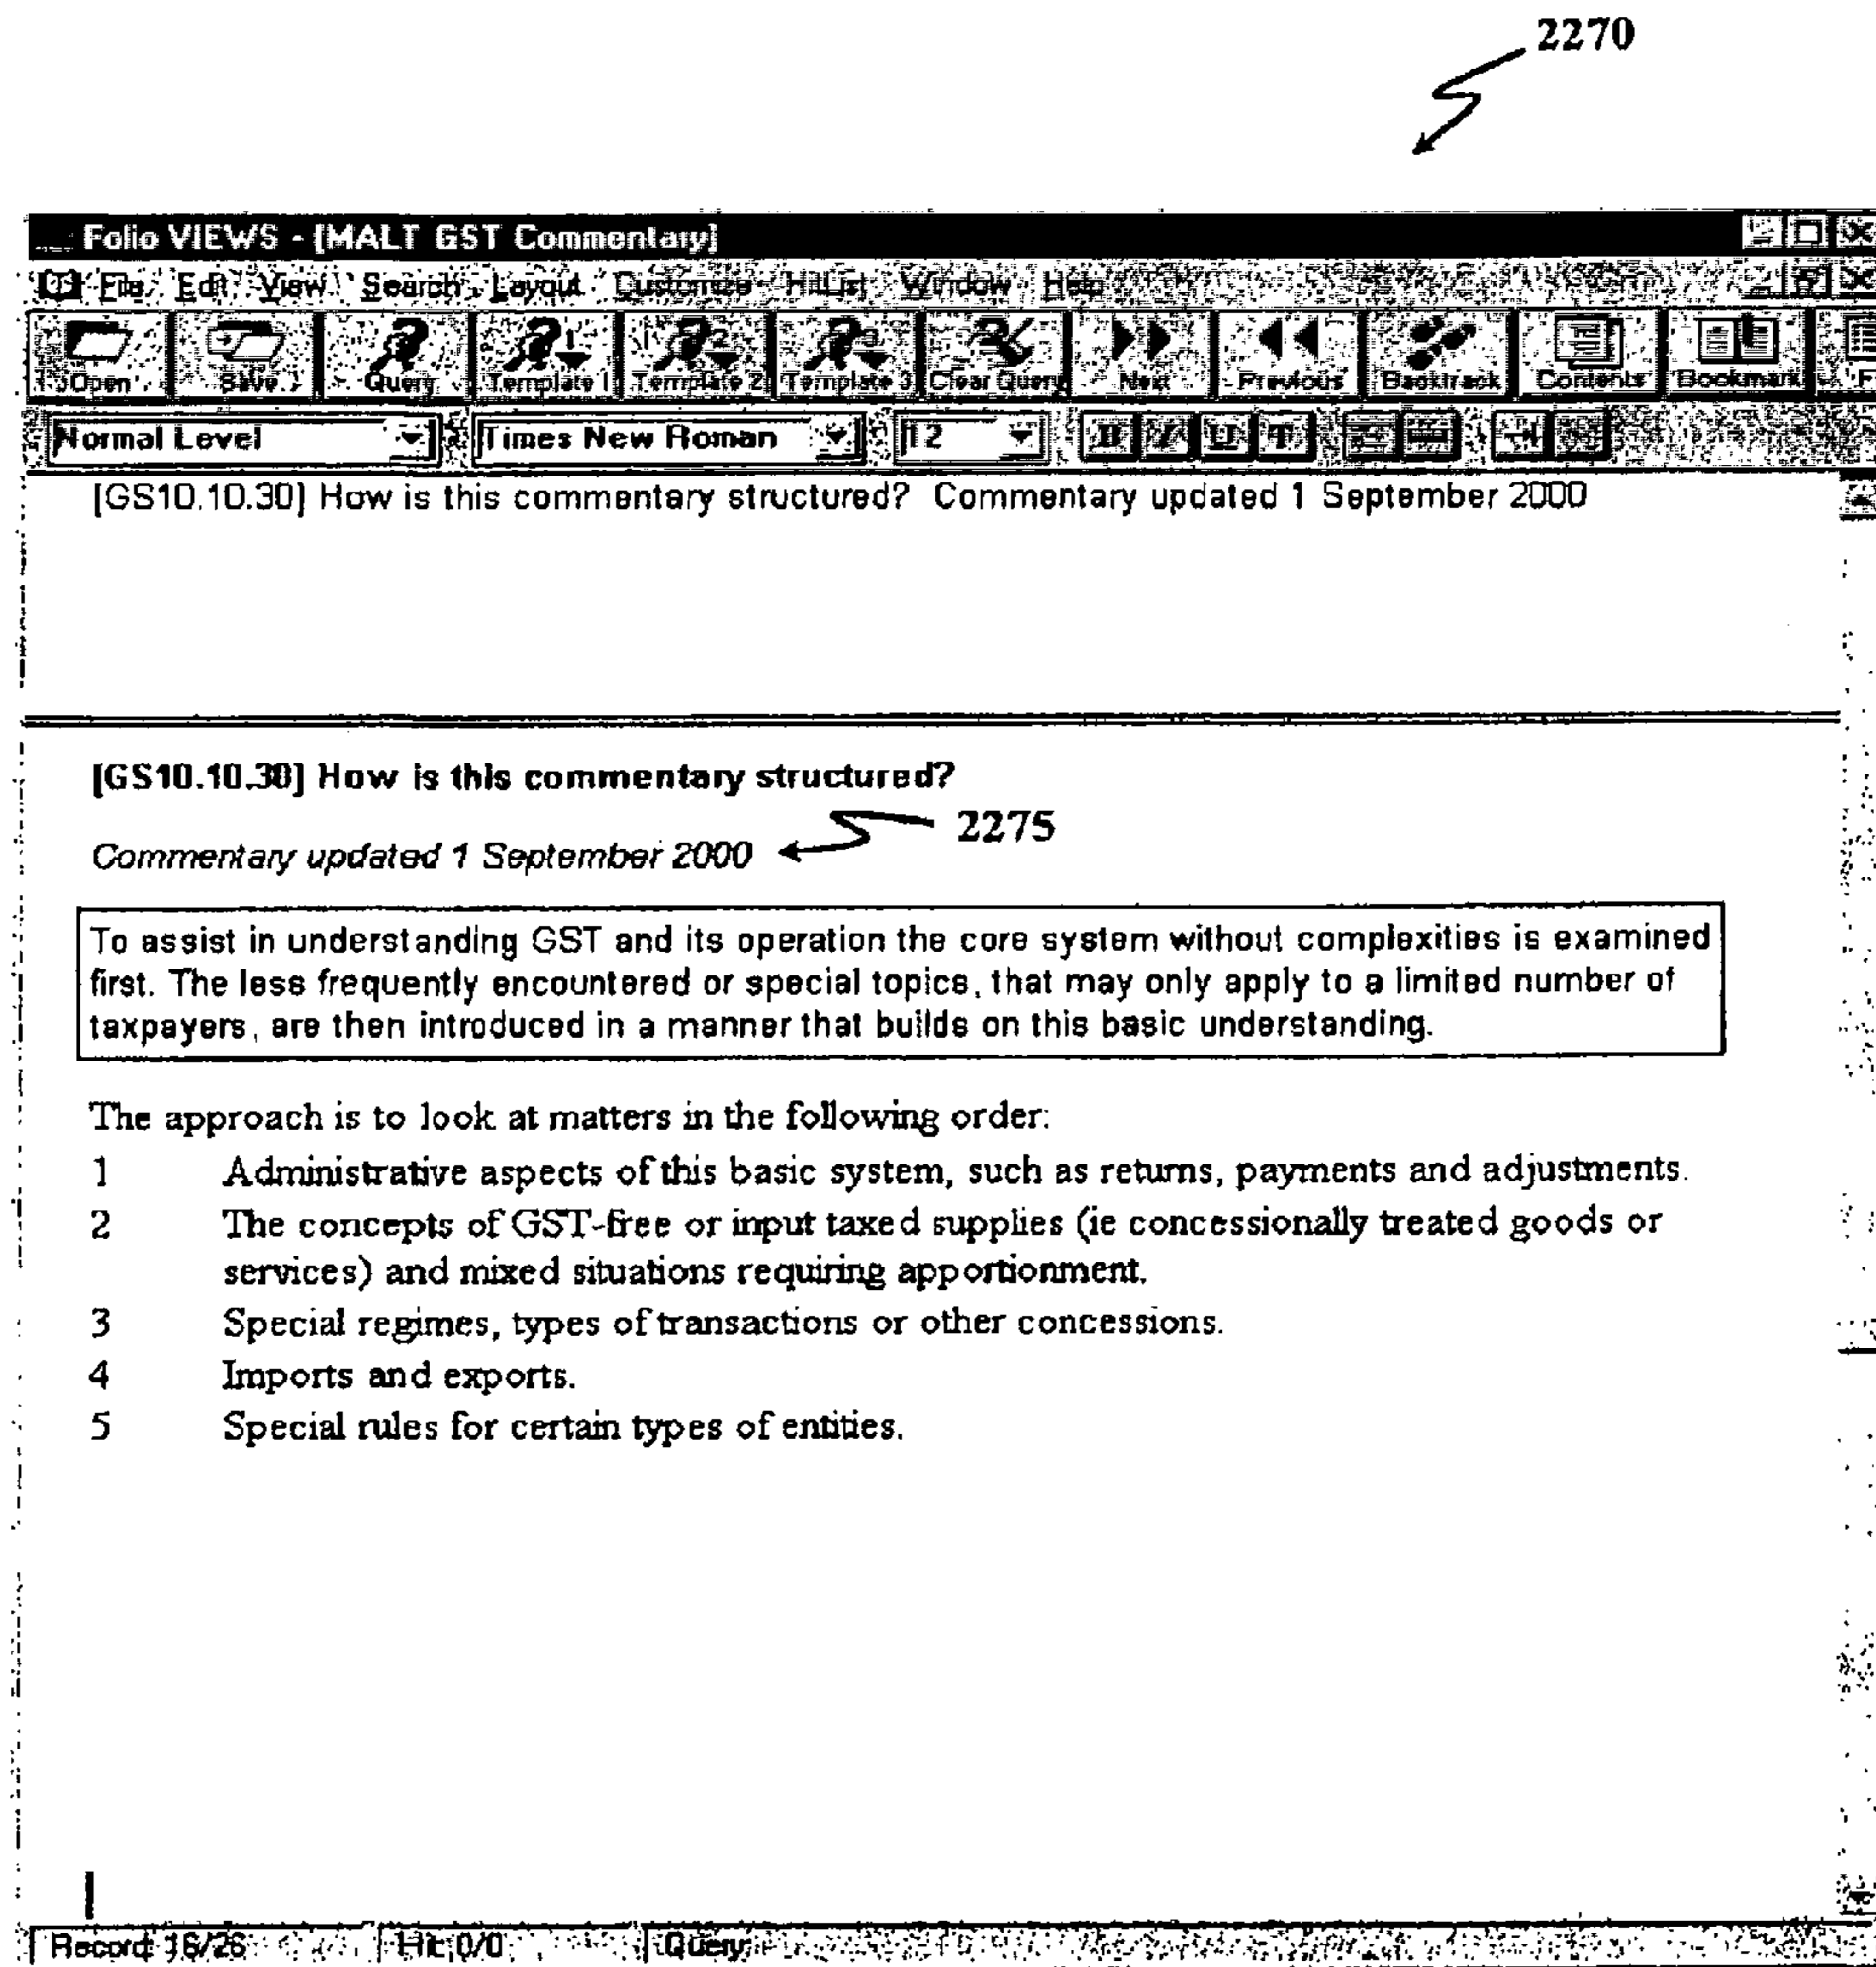 2270
Folio VIEWS - [MALT GST Commentary]
File Edit View Search Layout Customize HitList Window Help
Open Save Query Template 1 Template 2 Template 3 Clear Query Next Previous Backtrack Contents Bookmark
Normal Level Times New Roman 12 B I U T
[GS10.10.30] How is this commentary structured? Commentary updated 1 September 2000
[GS10.10.30] How is this commentary structured?
2275
Commentary updated 1 September 2000
To assist in understanding GST and its operation the core system without complexities is examined
first. The less frequently encountered or special topics, that may only apply to a limited number of
taxpayers, are then introduced in a manner that builds on this basic understanding.
The approach is to look at matters in the following order:
1 Administrative aspects of this basic system, such as returns, payments and adjustments.
2 The concepts of GST-free or input taxed supplies (ie concessionally treated goods or
services) and mixed situations requiring apportionment.
3 Special regimes, types of transactions or other concessions.
4 Imports and exports.
5 Special rules for certain types of entities.
Record: 16/26 Hit: 0/0 Query: